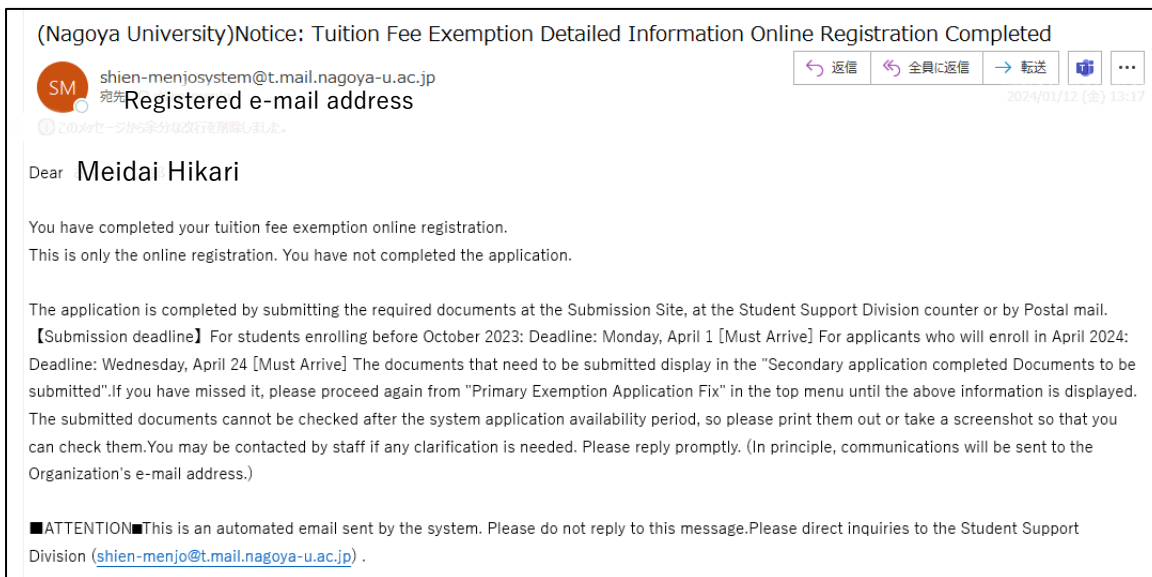 (Nagoya University)Notice: Tuition Fee Exemption Detailed Information Online Registration Completed
SM
shien-menjosystem@t.mail.nagoya-u.ac.jp
宛先 Registered e-mail address
返信
全員に返信
転送
2024/01/12 (金) 13:17
このメッセージから余分な改行を削除しました。
Dear Meidai Hikari
You have completed your tuition fee exemption online registration.
This is only the online registration. You have not completed the application.
The application is completed by submitting the required documents at the Submission Site, at the Student Support Division counter or by Postal mail.
【Submission deadline】For students enrolling before October 2023: Deadline: Monday, April 1 [Must Arrive] For applicants who will enroll in April 2024:
Deadline: Wednesday, April 24 [Must Arrive] The documents that need to be submitted display in the "Secondary application completed Documents to be
submitted".If you have missed it, please proceed again from "Primary Exemption Application Fix" in the top menu until the above information is displayed.
The submitted documents cannot be checked after the system application availability period, so please print them out or take a screenshot so that you
can check them.You may be contacted by staff if any clarification is needed. Please reply promptly. (In principle, communications will be sent to the
Organization's e-mail address.)
■ATTENTION■This is an automated email sent by the system. Please do not reply to this message.Please direct inquiries to the Student Support
Division (shien-menjo@t.mail.nagoya-u.ac.jp) .